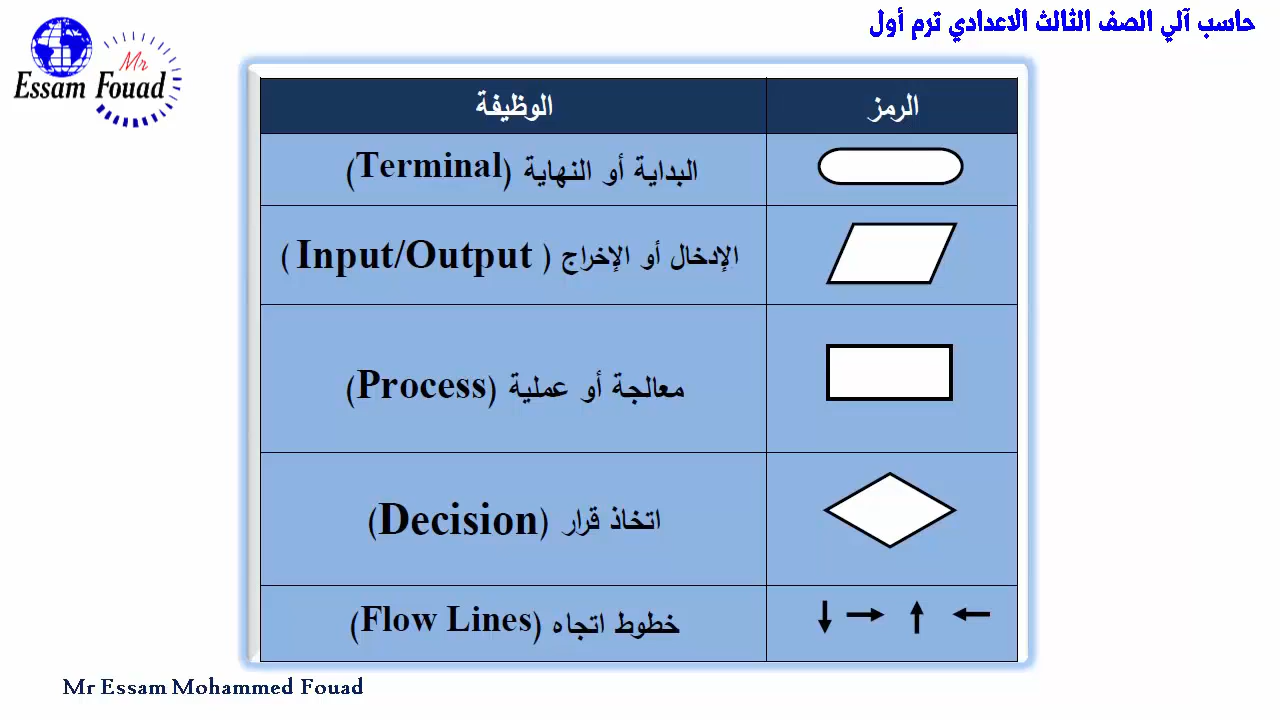 حاسب آلي الصف الثالث الاعدادي ترم أول
Mr
Essam Fouad
الرمز الوظيفة
البداية أو النهاية (Terminal)
الإدخال أو الإخراج ( Input/Output )
معالجة أو عملية (Process)
اتخاذ قرار (Decision)
خطوط اتجاه (Flow Lines)
Mr Essam Mohammed Fouad